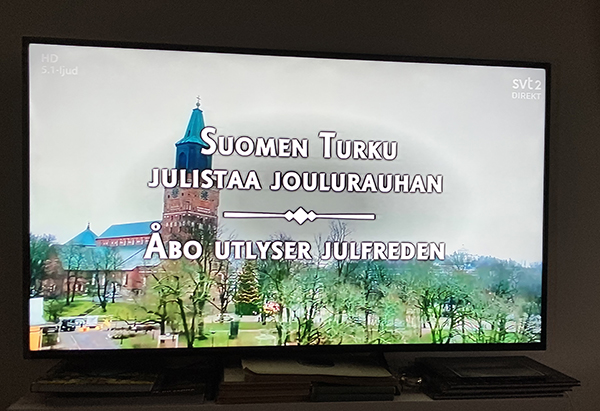 HD
5.1-ljud
svt2
DIREKT
SUOMEN TURKU
JULISTAA JOULURAUHAN
ÅBO UTLYSER JULFREDEN